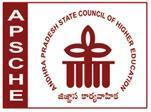 APSCHE
ANDHRA PRADESH STATE COUNCIL OF HIGHER EDUCATION